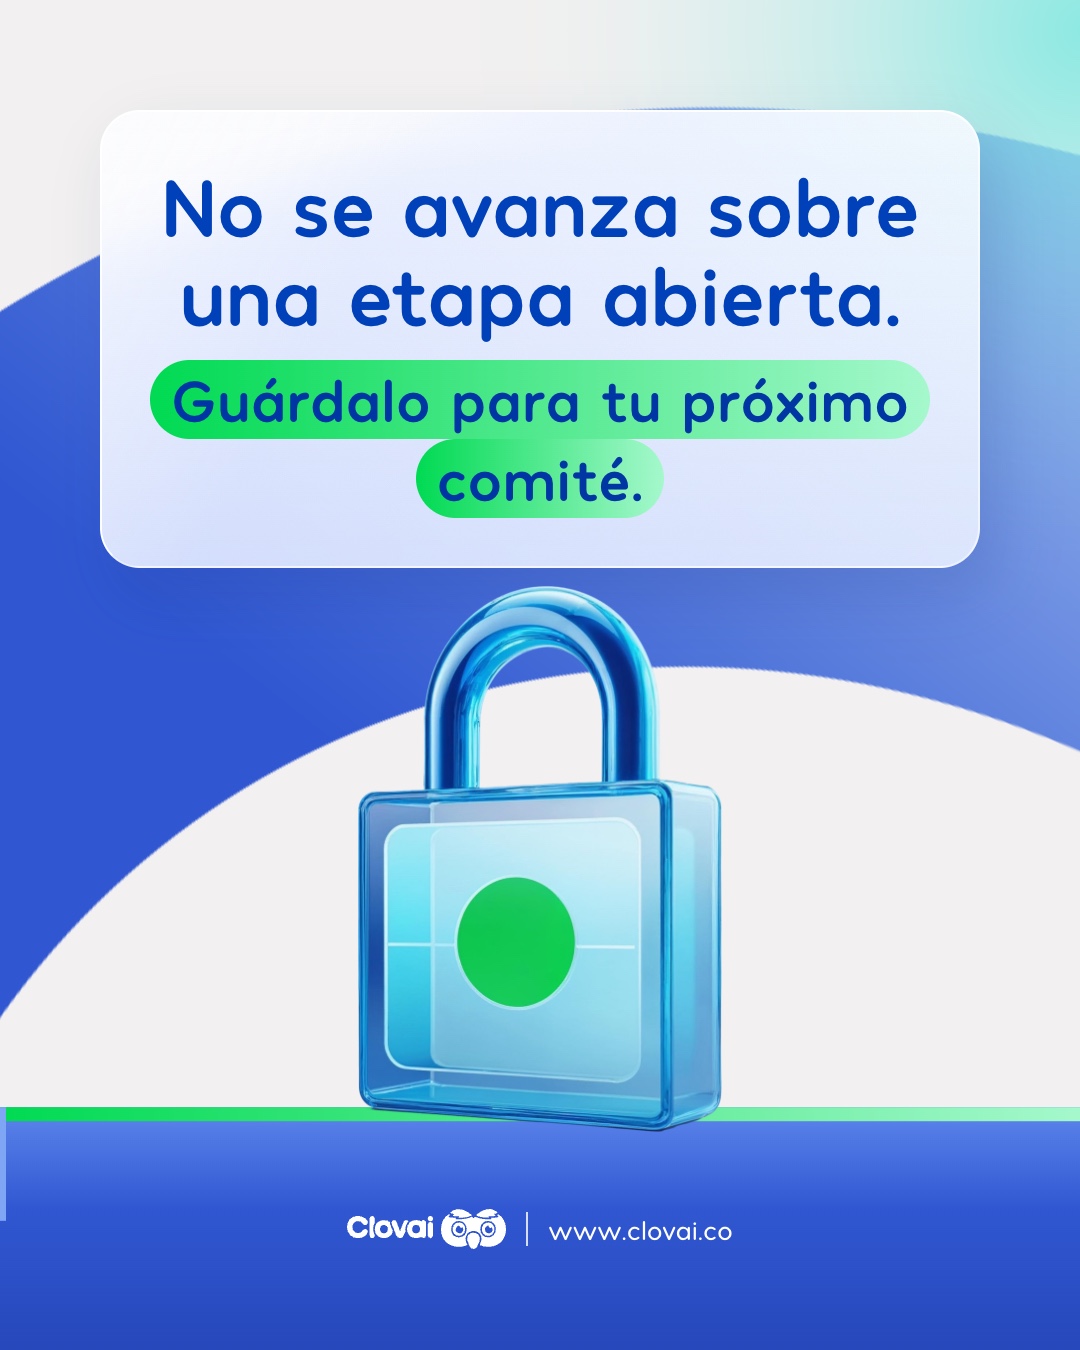 No se avanza sobre
una etapa abierta.
Guárdalo para tu próximo
comité.
Clovai | www.clovai.co